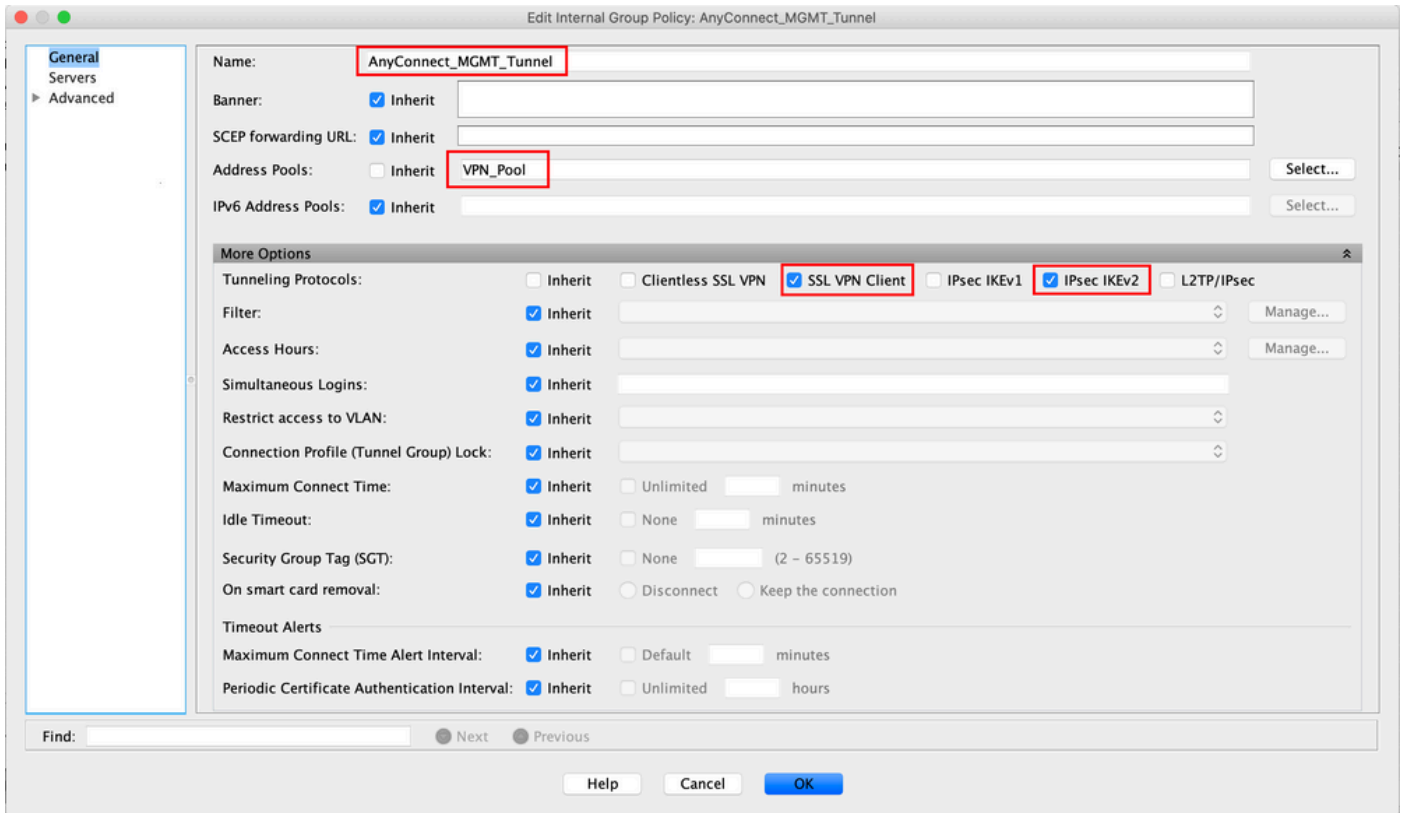 Edit Internal Group Policy: AnyConnect_MGMT_Tunnel
General
Servers
Advanced
Name: AnyConnect_MGMT_Tunnel
Banner: Inherit
SCEP forwarding URL: Inherit
Address Pools: Inherit VPN_Pool Select...
IPv6 Address Pools: Inherit Select...
More Options
Tunneling Protocols: Inherit Clientless SSL VPN SSL VPN Client IPsec IKEv1 IPsec IKEv2 L2TP/IPsec
Filter: Inherit Manage...
Access Hours: Inherit Manage...
Simultaneous Logins: Inherit
Restrict access to VLAN: Inherit
Connection Profile (Tunnel Group) Lock: Inherit
Maximum Connect Time: Inherit Unlimited minutes
Idle Timeout: Inherit None minutes
Security Group Tag (SGT): Inherit None (2 - 65519)
On smart card removal: Inherit Disconnect Keep the connection
Timeout Alerts
Maximum Connect Time Alert Interval: Inherit Default minutes
Periodic Certificate Authentication Interval: Inherit Unlimited hours
Find: Next Previous
Help Cancel OK